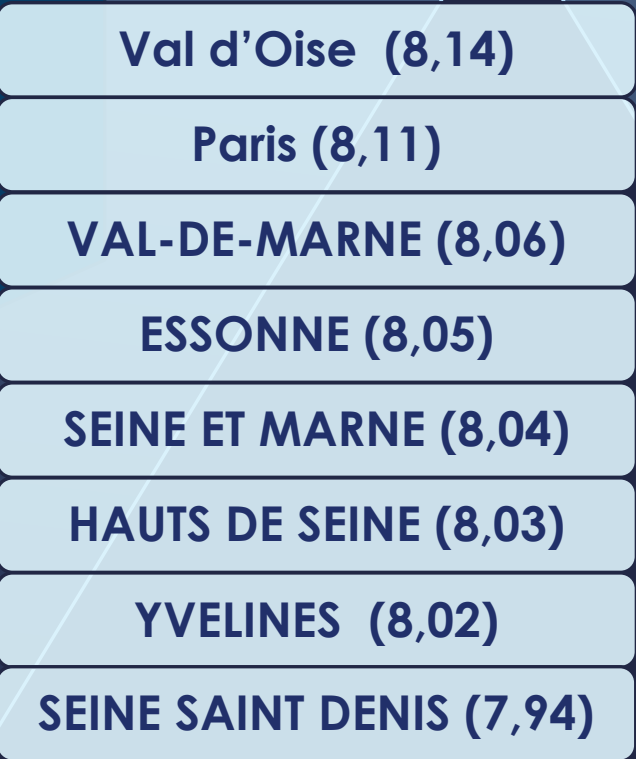 Val d’Oise  (8,14)
Paris (8,11)
VAL-DE-MARNE (8,06)
ESSONNE (8,05)
SEINE ET MARNE (8,04)
HAUTS DE SEINE (8,03)
YVELINES  (8,02)
SEINE SAINT DENIS (7,94)